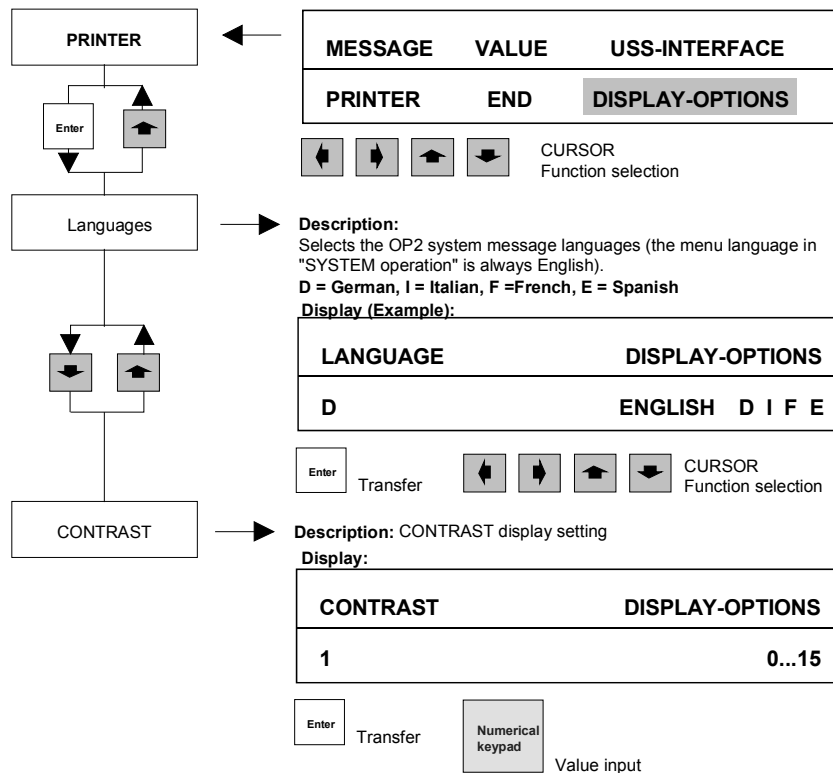 PRINTER
MESSAGE VALUE USS-INTERFACE
PRINTER END DISPLAY-OPTIONS
Enter
CURSOR
Function selection
Languages
Description:
Selects the OP2 system message languages (the menu language in
"SYSTEM operation" is always English).
D = German, I = Italian, F =French, E = Spanish
Display (Example):
LANGUAGE DISPLAY-OPTIONS
D ENGLISH D I F E
Enter
Transfer
CURSOR
Function selection
CONTRAST
Description: CONTRAST display setting
Display:
CONTRAST DISPLAY-OPTIONS
1 0...15
Enter
Transfer
Numerical
keypad
Value input